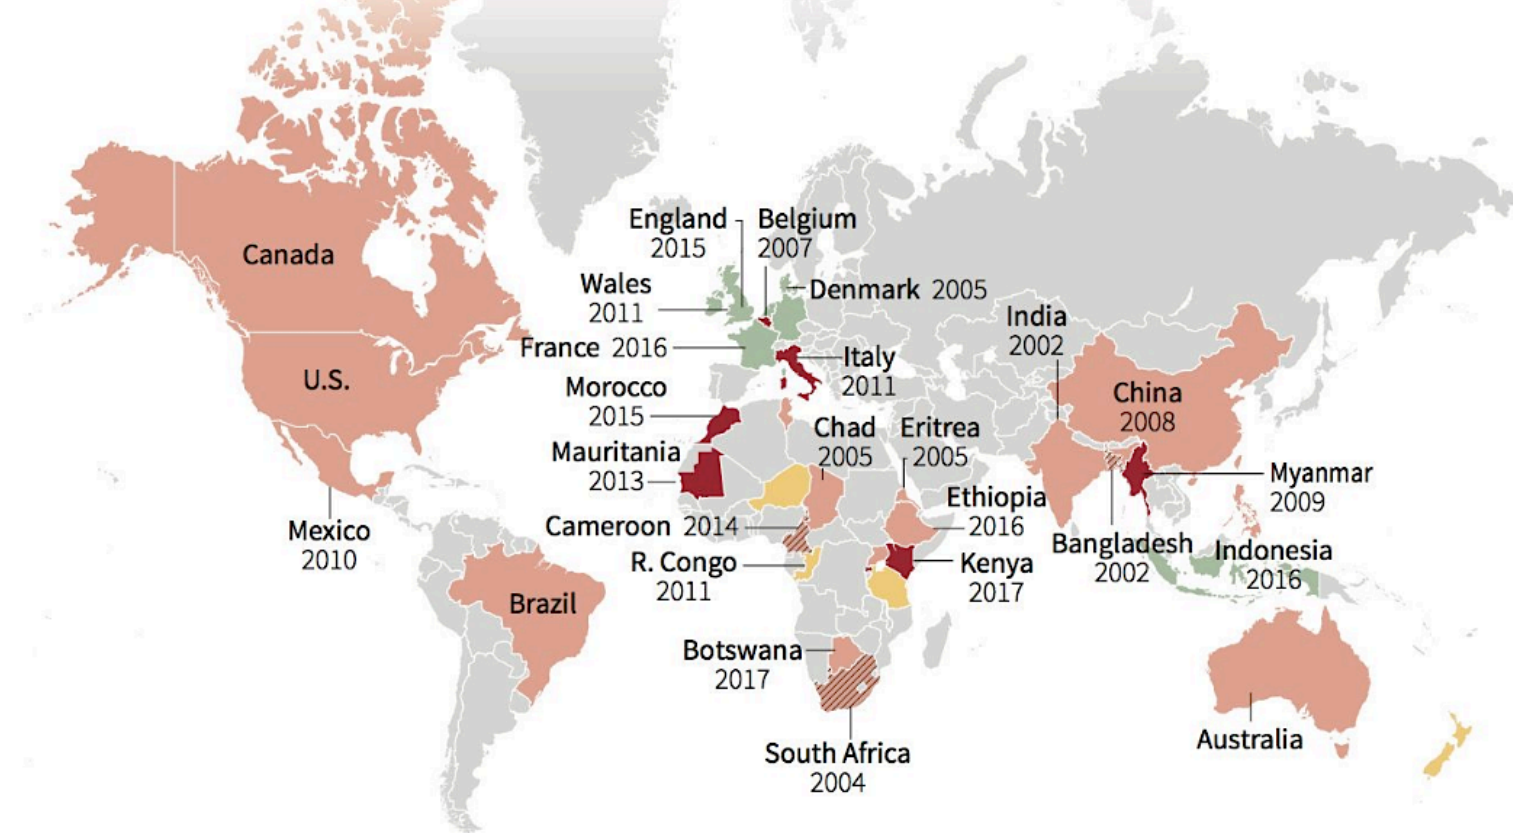 England
2015
Belgium
2007
Canada
Wales
2011
Denmark 2005
India
2002
France 2016
Italy
2011
U.S.
Morocco
2015
China
2008
Chad
2005
Eritrea
2005
Mauritania
2013
Myanmar
2009
Ethiopia
2016
Cameroon 2014
Mexico
2010
Bangladesh
2002
Indonesia
2016
R. Congo
2011
Kenya
2017
Brazil
Botswana
2017
Australia
South Africa
2004